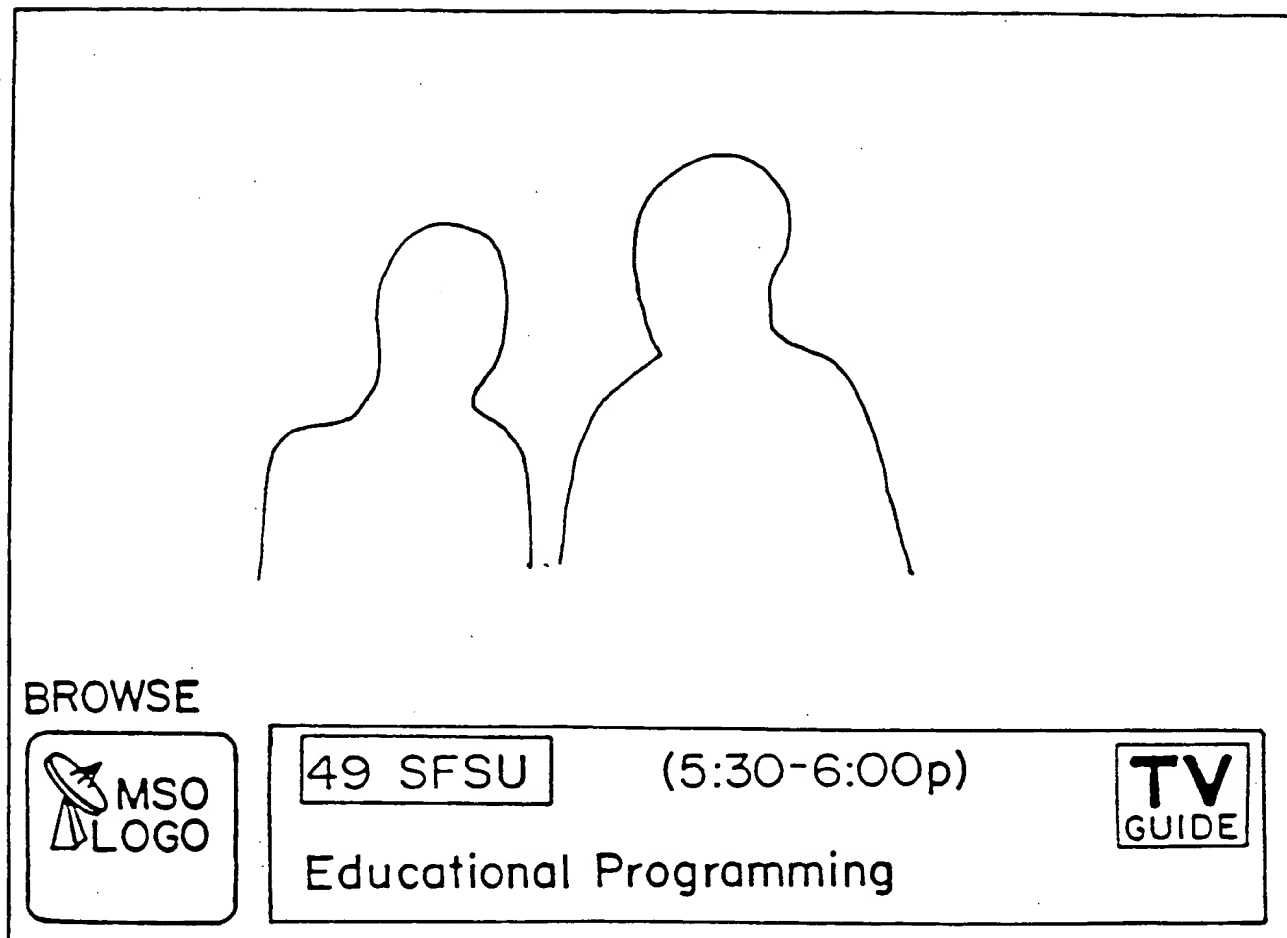 BROWSE
MSO
LOGO
49 SFSU (5:30-6:00p)
Educational Programming
TV
GUIDE